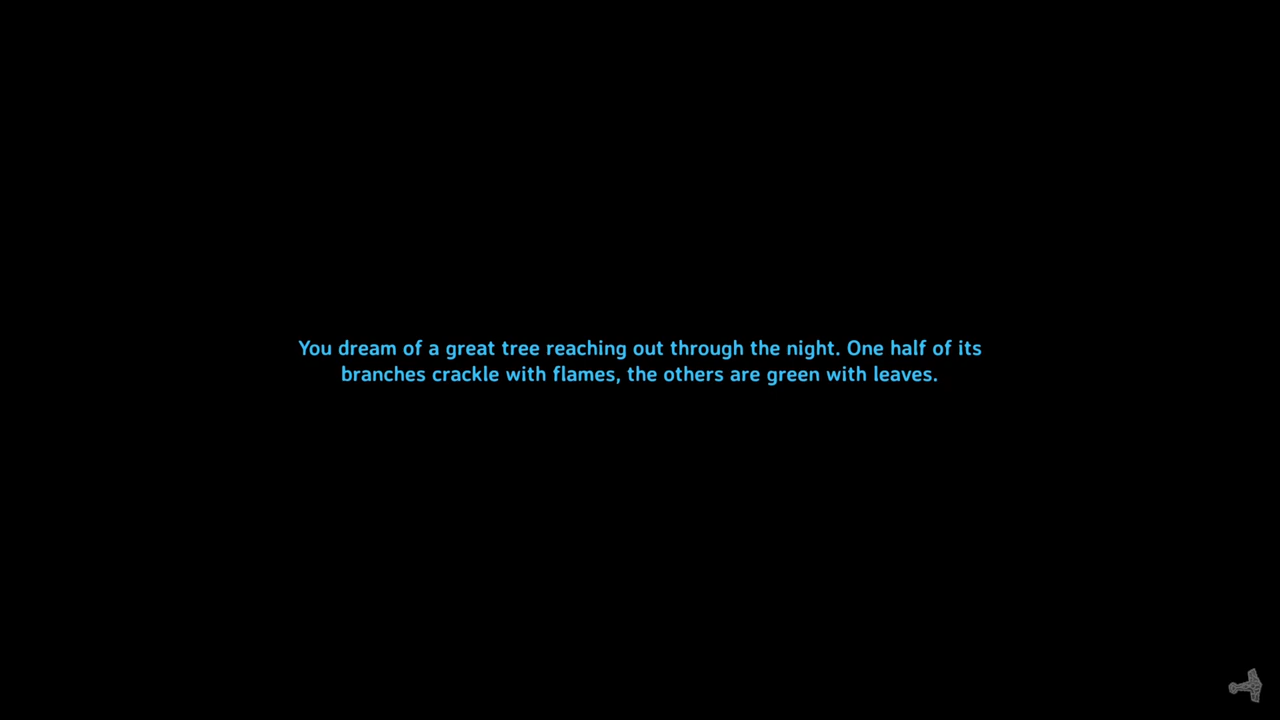 You dream of a great tree reaching out through the night. One half of its
branches crackle with flames, the others are green with leaves.